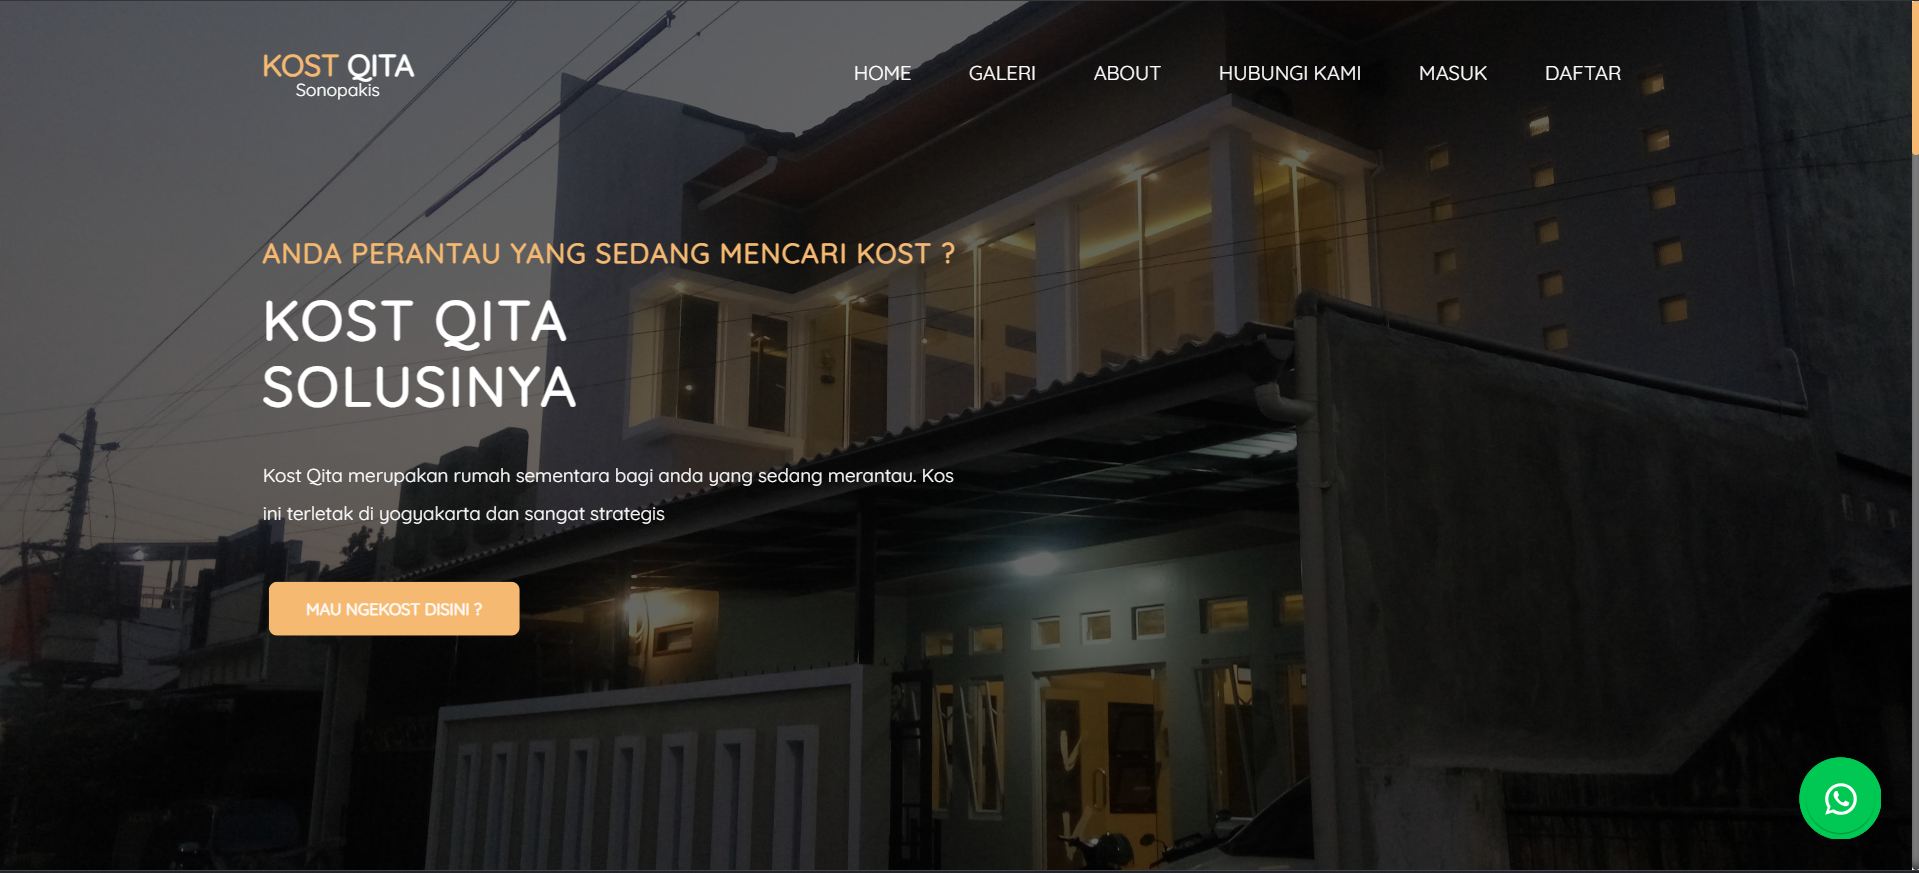 KOST QITA
Sonopakis
HOME
GALERI
ABOUT
HUBUNGI KAMI
MASUK
DAFTAR
ANDA PERANTAU YANG SEDANG MENCARI KOST ?
KOST QITA
SOLUSINYA
Kost Qita merupakan rumah sementara bagi anda yang sedang merantau. Kos
ini terletak di yogyakarta dan sangat strategis
MAU NGEKOST DISINI ?